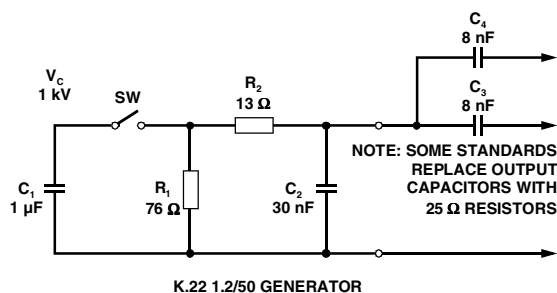 C₄
8 nF
V_C
1 kV
SW
R₂
13 Ω
C₃
8 nF
NOTE: SOME STANDARDS
REPLACE OUTPUT
CAPACITORS WITH
25 Ω RESISTORS
C₁
1 µF
R₁
76 Ω
C₂
30 nF
K.22 1.2/50 GENERATOR